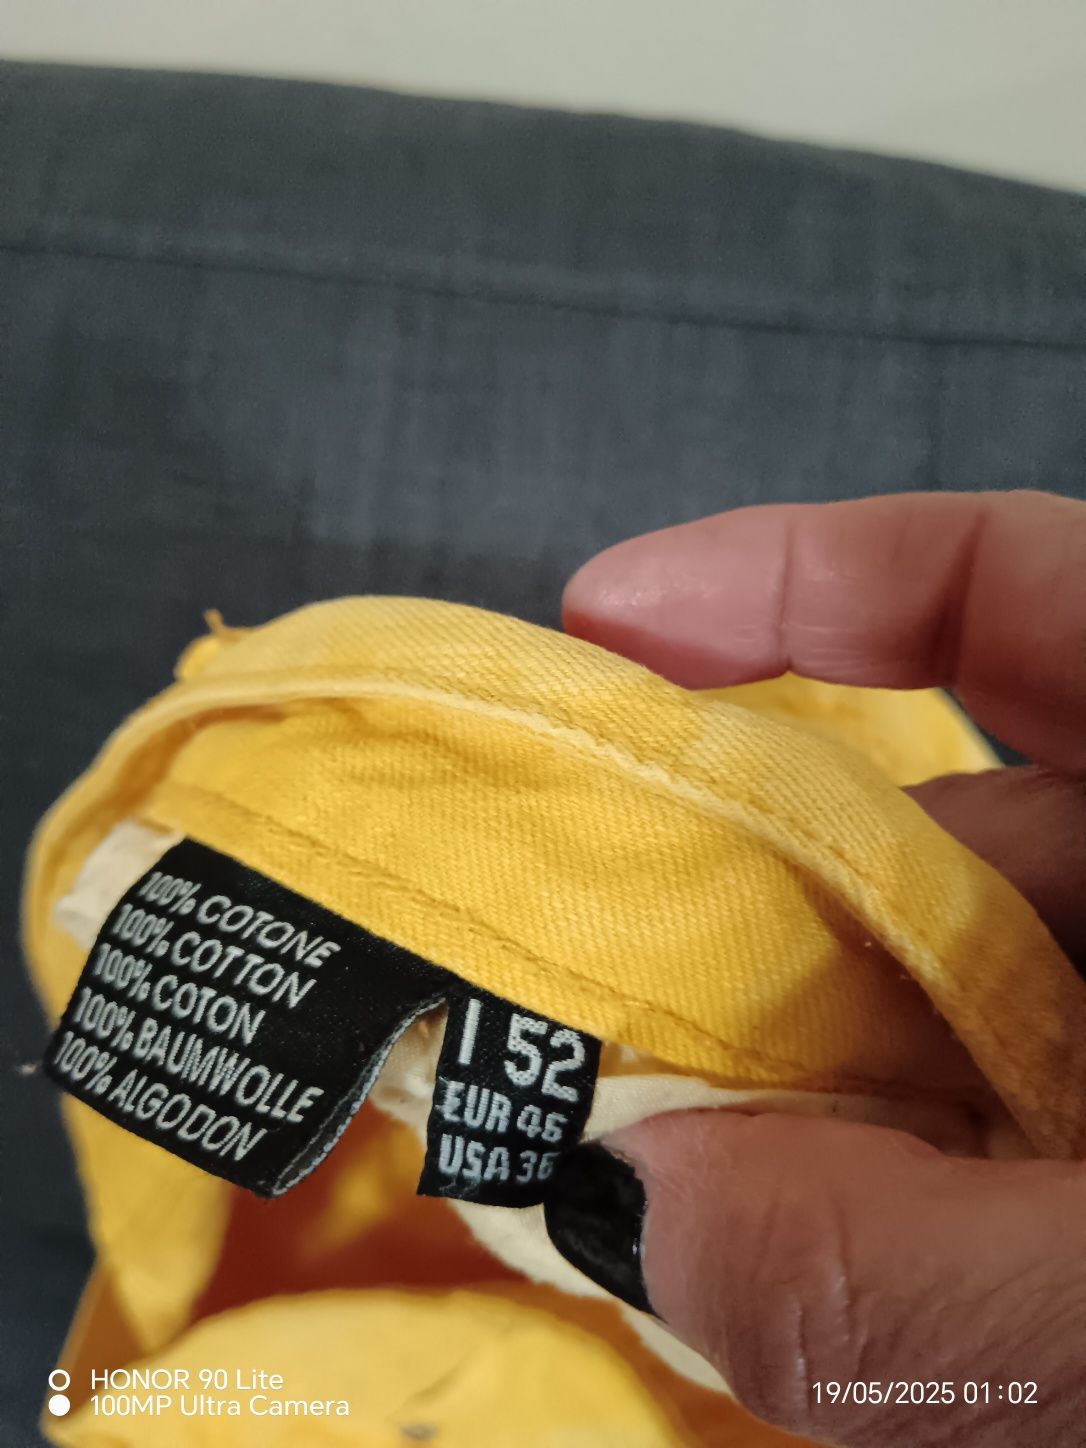 100% COTONE
100% COTTON
100% COTON
100% BAUMWOLLE
100% ALGODON
I 52
EUR 46
USA 36
HONOR 90 Lite
100MP Ultra Camera
19/05/2025 01:02